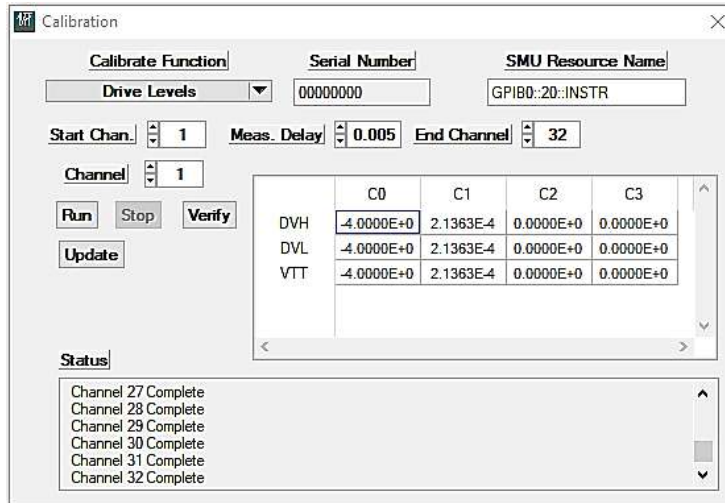 Calibration
Calibrate Function Serial Number SMU Resource Name
Drive Levels 00000000 GPIB0::20::INSTR
Start Chan. 1 Meas. Delay 0.005 End Channel 32
Channel 1
C0 C1 C2 C3
Run Stop Verify DVH -4.0000E+0 2.1363E-4 0.0000E+0 0.0000E+0
DVL -4.0000E+0 2.1363E-4 0.0000E+0 0.0000E+0
Update VTT -4.0000E+0 2.1363E-4 0.0000E+0 0.0000E+0
Status
Channel 27 Complete
Channel 28 Complete
Channel 29 Complete
Channel 30 Complete
Channel 31 Complete
Channel 32 Complete